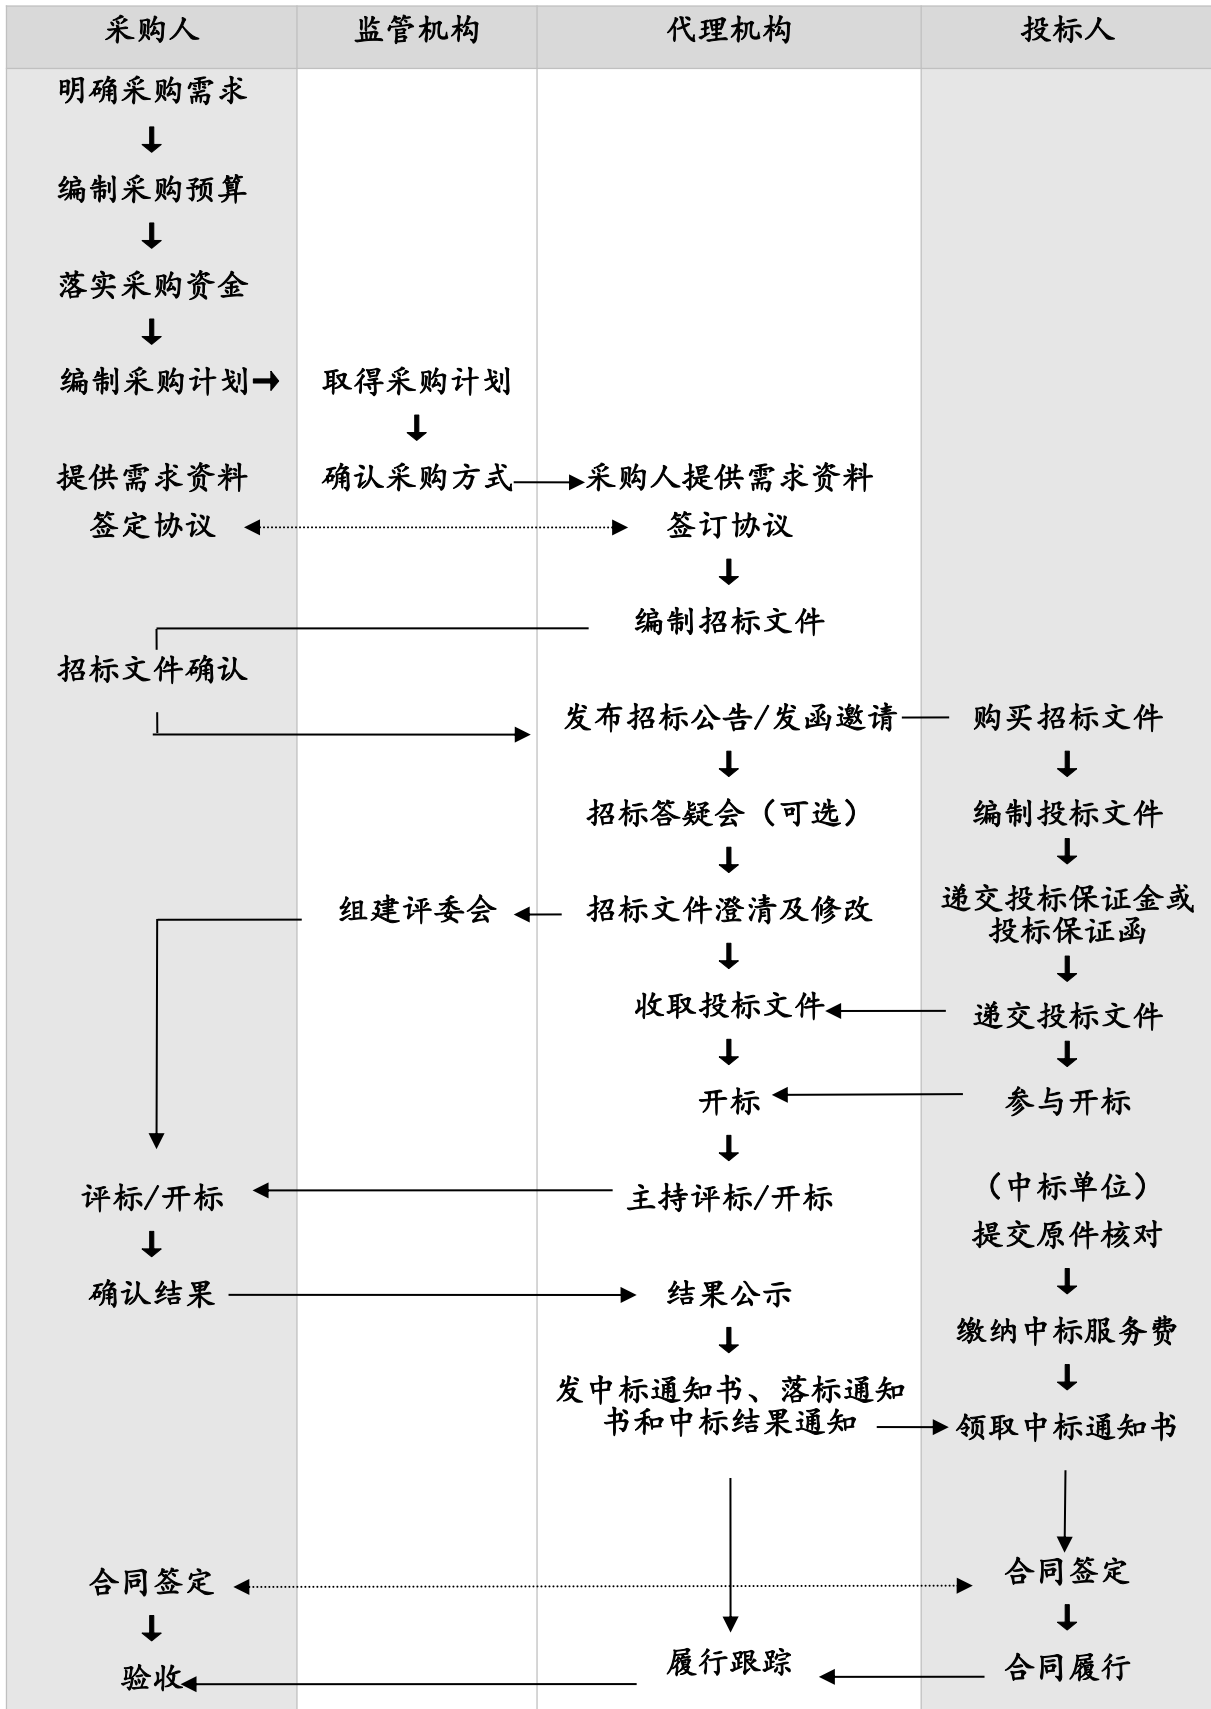 采购人 监管机构 代理机构 投标人
明确采购需求
编制采购预算
落实采购资金
编制采购计划 取得采购计划
提供需求资料 确认采购方式 采购人提供需求资料
签定协议 签订协议
编制招标文件
招标文件确认
发布招标公告/发函邀请 购买招标文件
招标答疑会（可选） 编制投标文件
组建评委会 招标文件澄清及修改 递交投标保证金或
投标保证函
收取投标文件 递交投标文件
开标 参与开标
评标/开标 主持评标/开标 （中标单位）
提交原件核对
确认结果 结果公示
缴纳中标服务费
发中标通知书、落标通知
书和中标结果通知 领取中标通知书
合同签定 合同签定
验收 履行跟踪 合同履行